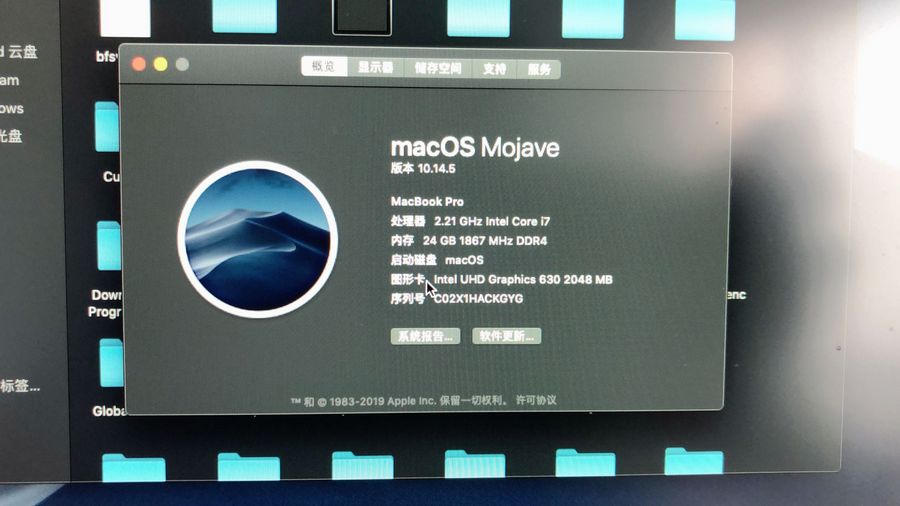 bfs
云盘
am
ows
光盘
概览 显示器 储存空间 支持 服务
macOS Mojave
版本 10.14.5
MacBook Pro
处理器 2.21 GHz Intel Core i7
内存 24 GB 1867 MHz DDR4
启动磁盘 macOS
图形卡 Intel UHD Graphics 630 2048 MB
序列号 C02X1HACKGYG
系统报告... 软件更新...
™ 和 © 1983-2019 Apple Inc. 保留一切权利。 许可协议
Cu
Down
Progr
enc
标签...
Globa